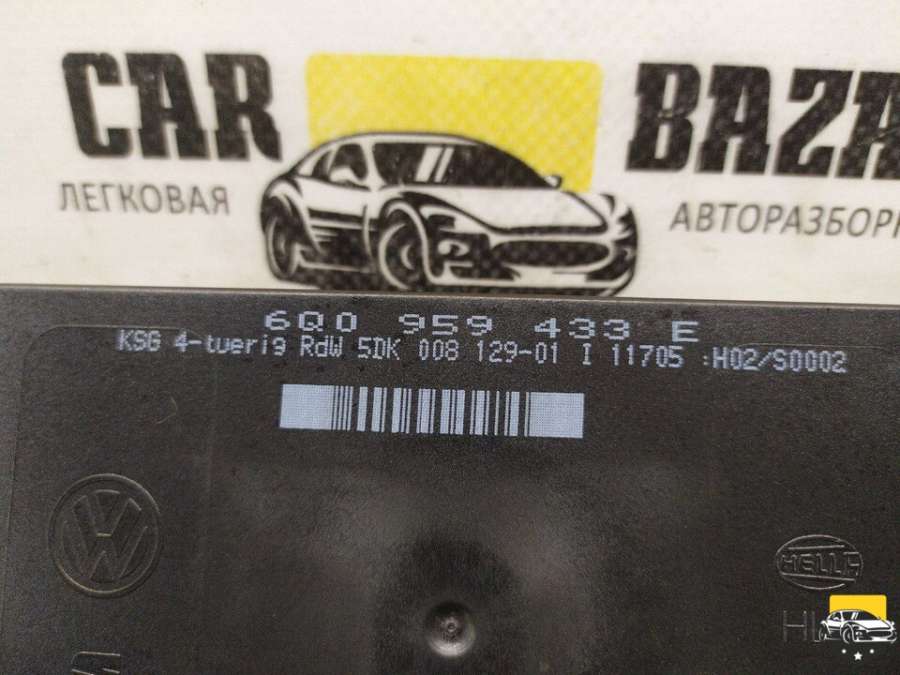 CAR BAZA
ЛЕГКОВАЯ АВТОРАЗБОР
6Q0 959 433 E
KSG 4-tuerig RdW 5DK 008 129-01 I 11705 :H02/S0002
VW
HELLA